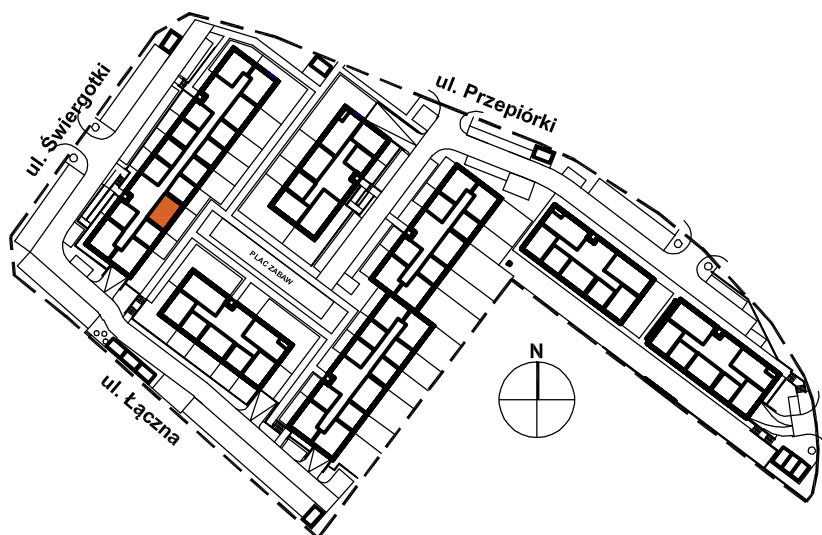 ul. Przepiórki
ul. Świergotki
PLAC ZABAW
N
ul. Łączna